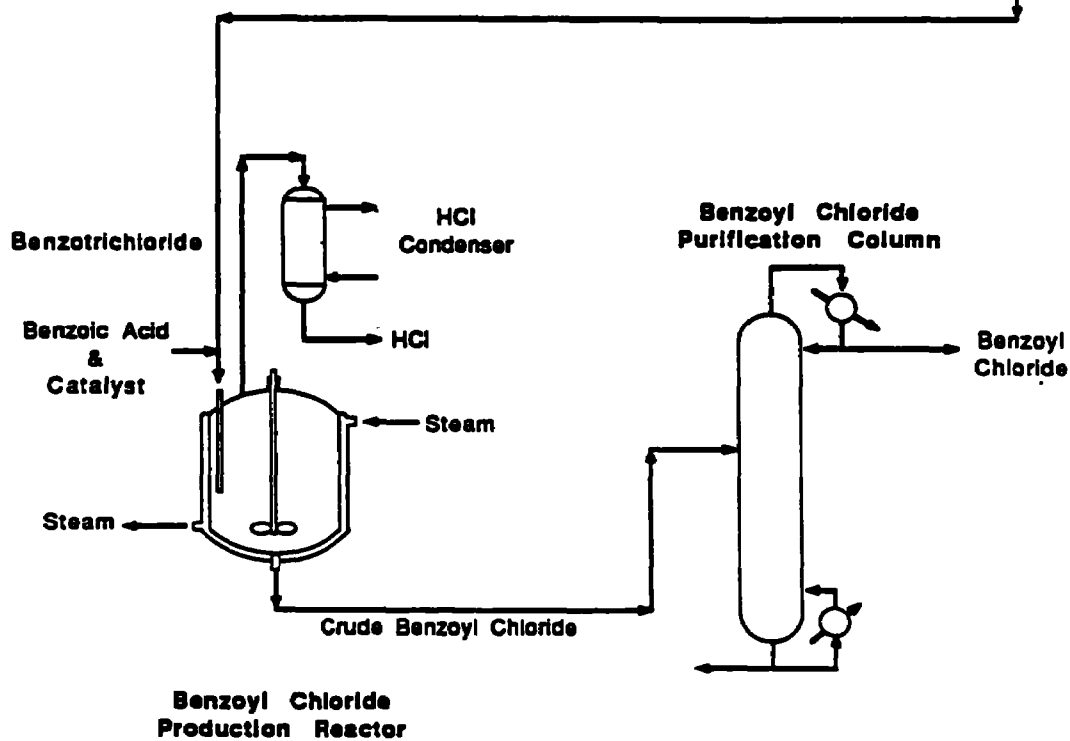 HCl
Condenser
Benzoyl Chloride
Purification Column
Benzotrichloride
Benzoic Acid
&
Catalyst
HCl
Benzoyl
Chloride
Steam
Steam
Crude Benzoyl Chloride
Benzoyl Chloride
Production Reactor